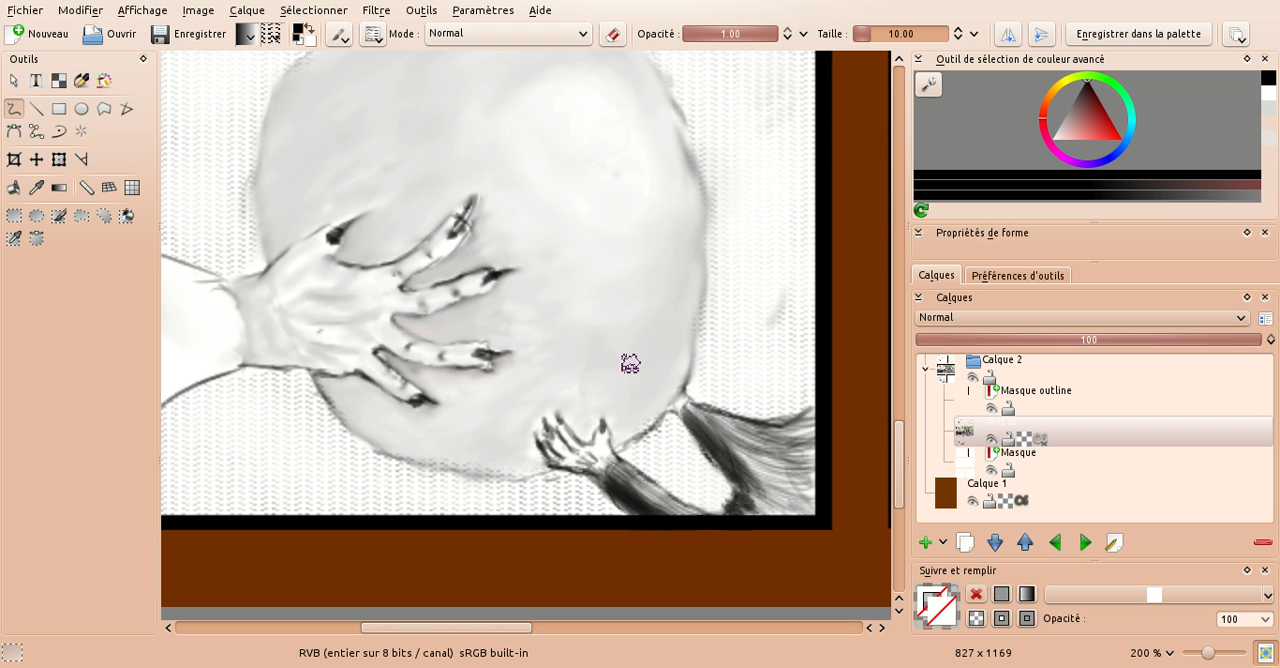 Fichier Modifier Affichage Image Calque Sélectionner Filtre Outils Paramètres Aide
Nouveau Ouvrir Enregistrer Mode : Normal Opacité : 1.00 Taille : 10.00 Enregistrer dans la palette
Outils
Outil de sélection de couleur avancé
Propriétés de forme
Calques Préférences d'outils
Calques
Normal
100
Calque 2
Masque outline
Masque
Calque 1
Suivre et remplir
Opacité :
100
RVB (entier sur 8 bits / canal) sRGB built-in
827 x 1169
200 %